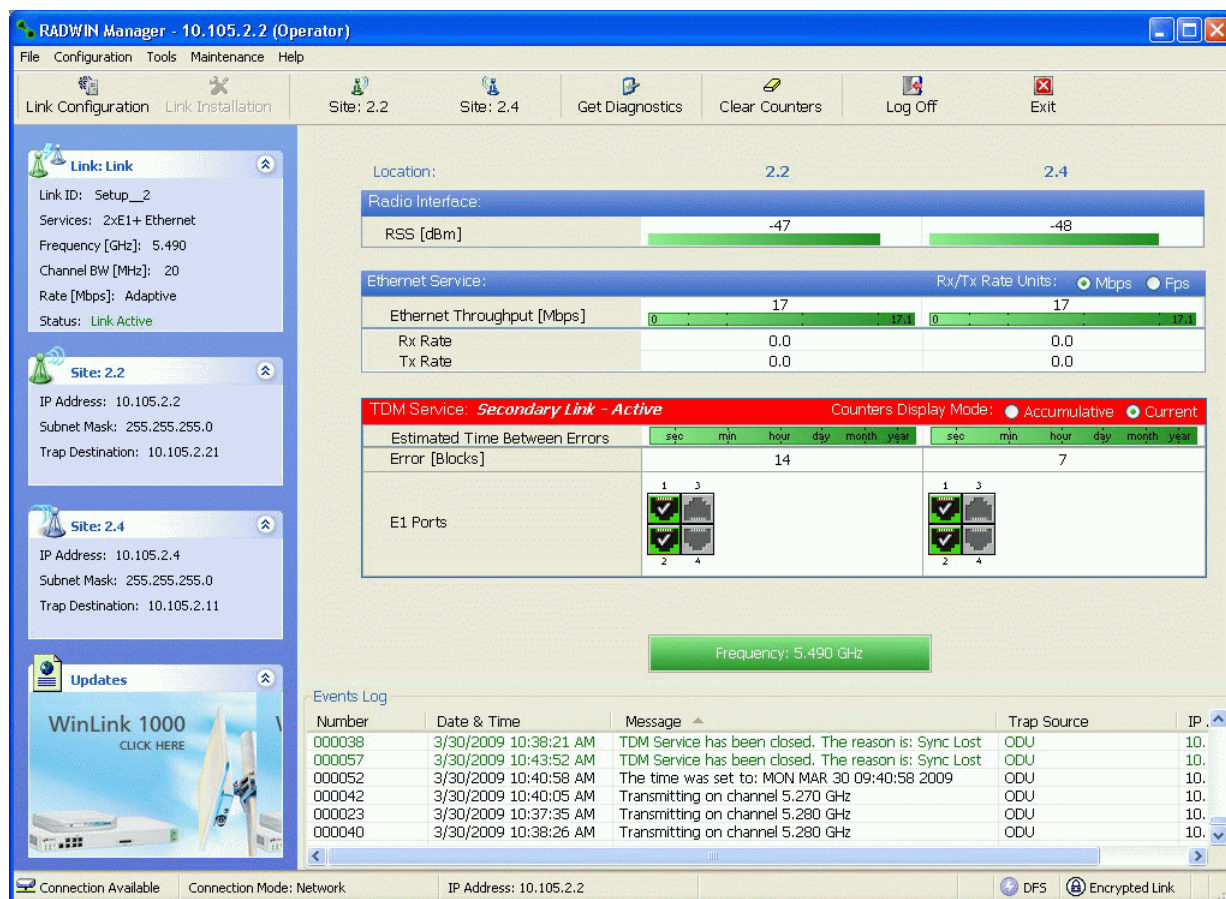 RADWIN Manager - 10.105.2.2 (Operator)
File Configuration Tools Maintenance Help
Link Configuration Link Installation Site: 2.2 Site: 2.4 Get Diagnostics Clear Counters Log Off Exit
Link: Link
Link ID: Setup__2
Services: 2xE1+ Ethernet
Frequency [GHz]: 5.490
Channel BW [MHz]: 20
Rate [Mbps]: Adaptive
Status: Link Active
Site: 2.2
IP Address: 10.105.2.2
Subnet Mask: 255.255.255.0
Trap Destination: 10.105.2.21
Site: 2.4
IP Address: 10.105.2.4
Subnet Mask: 255.255.255.0
Trap Destination: 10.105.2.11
Updates
WinLink 1000
CLICK HERE
Location: 2.2 2.4
Radio Interface:
RSS [dBm] -47 -48
Ethernet Service: Rx/Tx Rate Units: Mbps Fps
Ethernet Throughput [Mbps] 17 17
0 17.1 0 17.1
Rx Rate 0.0 0.0
Tx Rate 0.0 0.0
TDM Service: Secondary Link - Active Counters Display Mode: Accumulative Current
Estimated Time Between Errors sec min hour day month year sec min hour day month year
Error [Blocks] 14 7
1 3 1 3
E1 Ports
2 4 2 4
Frequency: 5.490 GHz
Events Log
Number Date & Time Message Trap Source IP
000038 3/30/2009 10:38:21 AM TDM Service has been closed. The reason is: Sync Lost ODU 10.
000057 3/30/2009 10:43:52 AM TDM Service has been closed. The reason is: Sync Lost ODU 10.
000052 3/30/2009 10:40:58 AM The time was set to: MON MAR 30 09:40:58 2009 ODU 10.
000042 3/30/2009 10:40:05 AM Transmitting on channel 5.270 GHz ODU 10.
000023 3/30/2009 10:37:35 AM Transmitting on channel 5.280 GHz ODU 10.
000040 3/30/2009 10:38:26 AM Transmitting on channel 5.280 GHz ODU 10.
Connection Available Connection Mode: Network IP Address: 10.105.2.2 DFS Encrypted Link